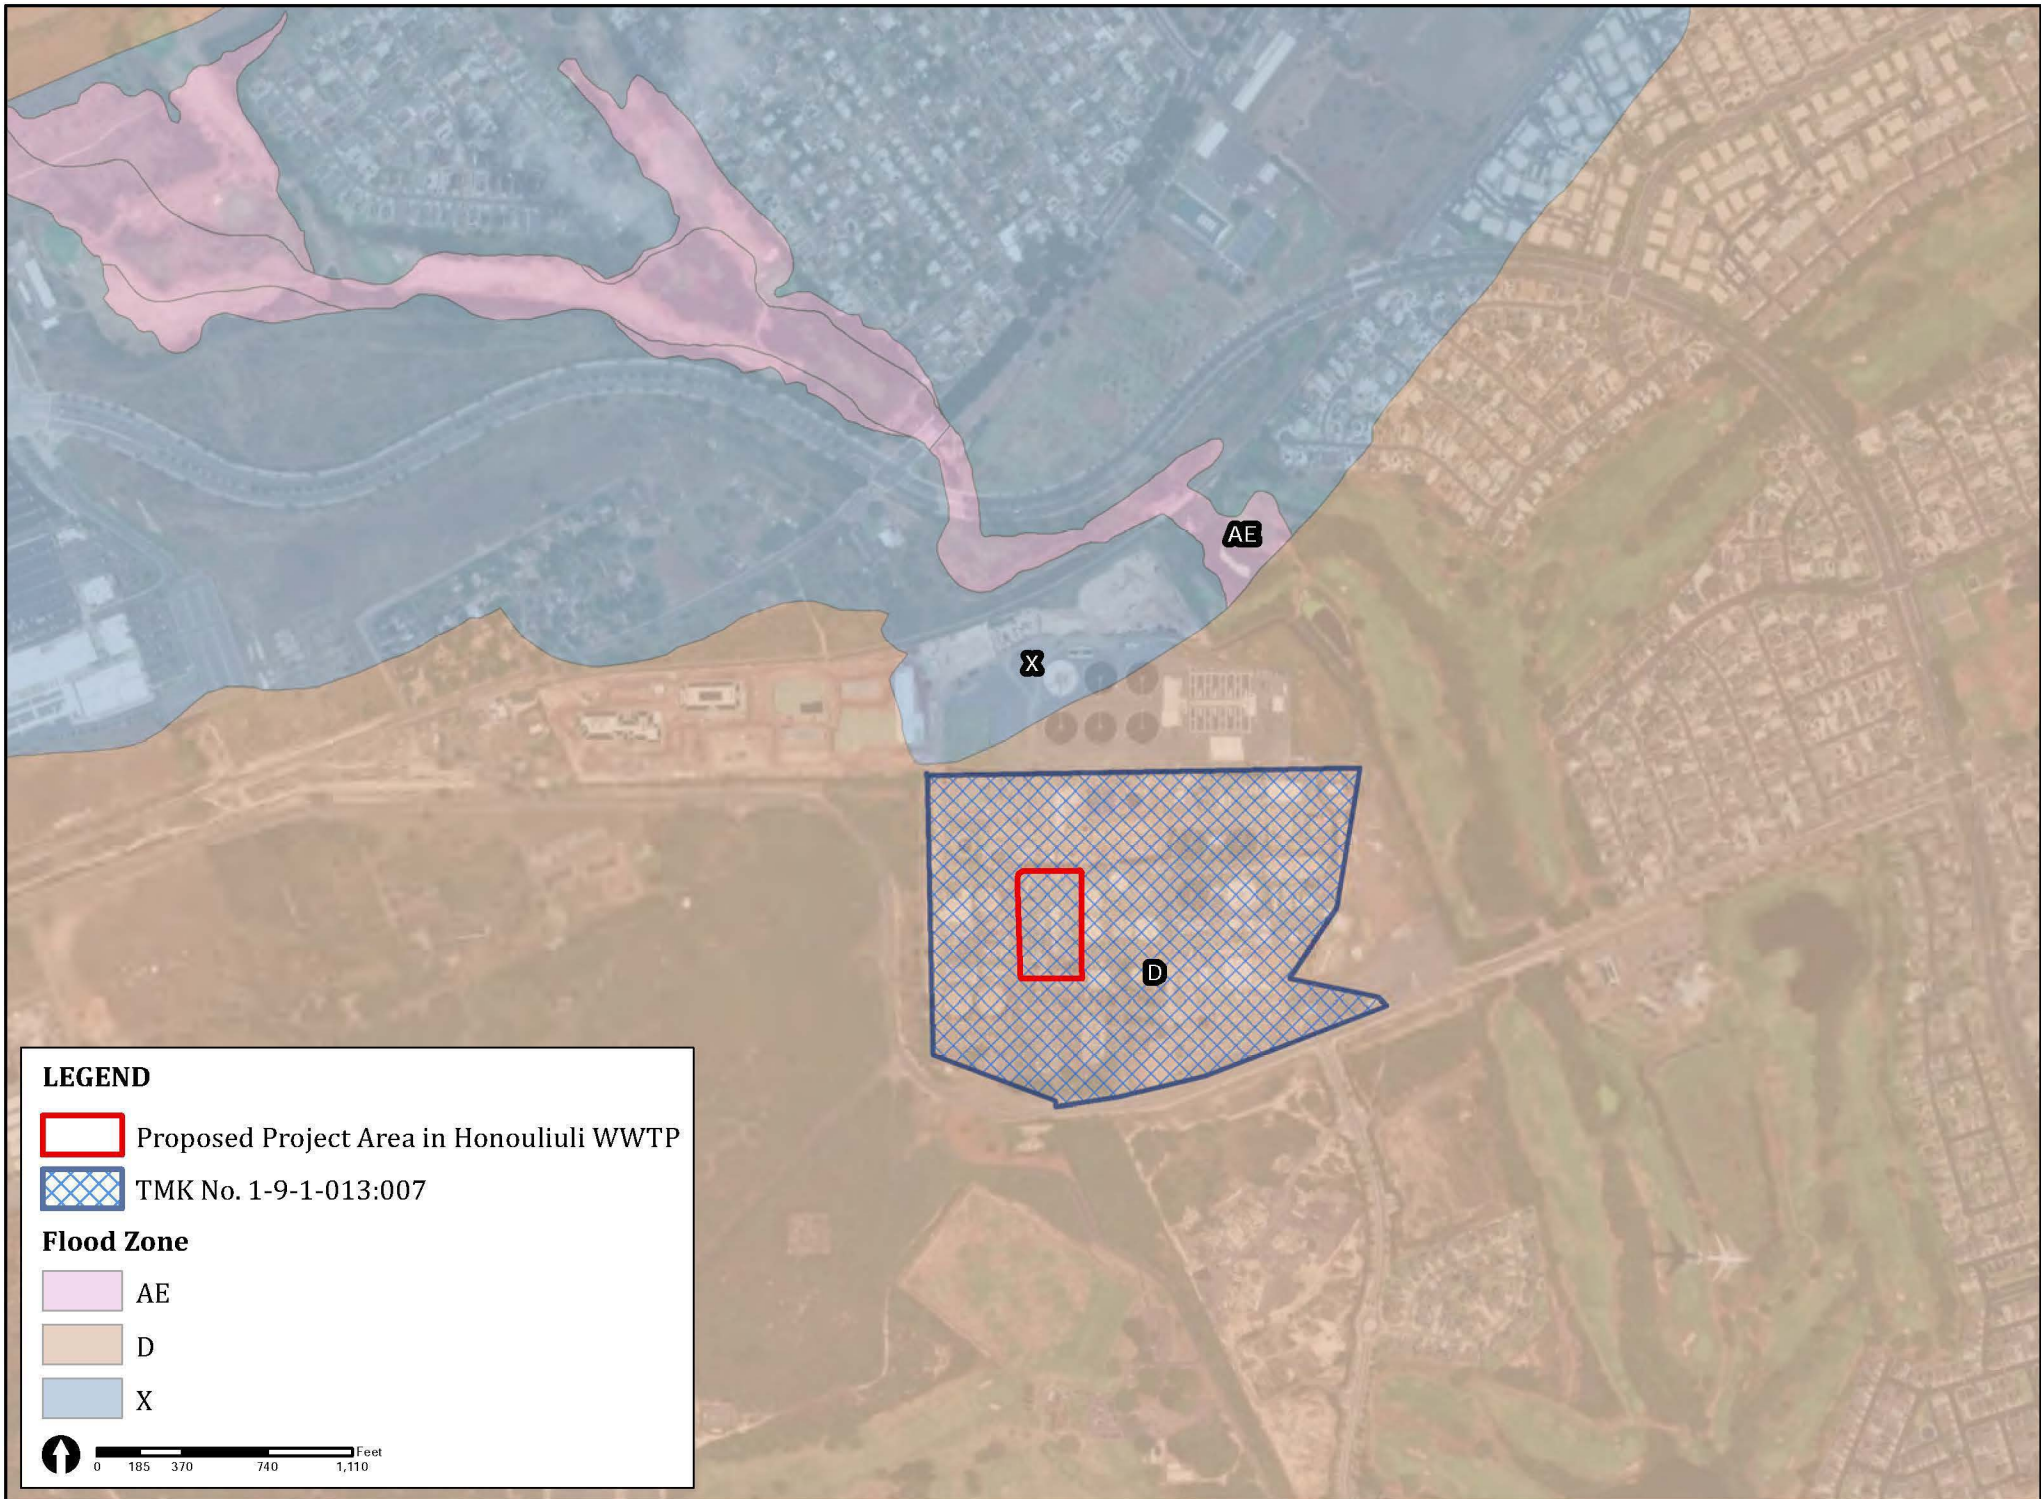 AE
X
D
LEGEND
Proposed Project Area in Honouliuli WWTP
TMK No. 1-9-1-013:007
Flood Zone
AE
D
X
Feet
0 185 370 740 1,110